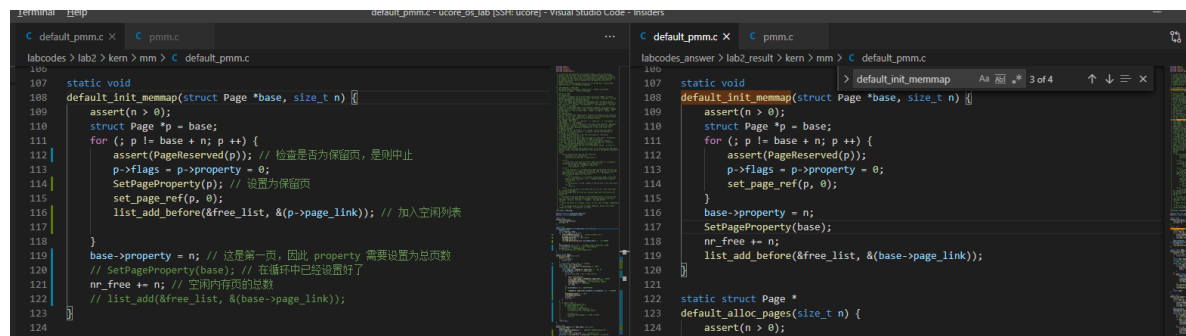 Terminal Help
default_pmm.c - ucore_os_lab [SSH: ucore] - Visual Studio Code - Insiders
C default_pmm.c × C pmm.c ...
labcodes > lab2 > kern > mm > C default_pmm.c
106
107 static void
108 default_init_memmap(struct Page *base, size_t n) {
109 assert(n > 0);
110 struct Page *p = base;
111 for (; p != base + n; p ++) {
112 assert(PageReserved(p)); // 检查是否为保留页，是则中止
113 p->flags = p->property = 0;
114 SetPageProperty(p); // 设置为保留页
115 set_page_ref(p, 0);
116 list_add_before(&free_list, &(p->page_link)); // 加入空闲列表
117
118 }
119 base->property = n; // 这是第一页，因此 property 需要设置为总页数
120 // SetPageProperty(base); // 在循环中已经设置好了
121 nr_free += n; // 空闲内存页的总数
122 // list_add(&free_list, &(base->page_link));
123 }
124
C default_pmm.c × C pmm.c
labcodes_answer > lab2_result > kern > mm > C default_pmm.c
> default_init_memmap Aa Abl .* 3 of 4 ↑ ↓ ×
106
107 static void
108 default_init_memmap(struct Page *base, size_t n) {
109 assert(n > 0);
110 struct Page *p = base;
111 for (; p != base + n; p ++) {
112 assert(PageReserved(p));
113 p->flags = p->property = 0;
114 set_page_ref(p, 0);
115 }
116 base->property = n;
117 SetPageProperty(base);
118 nr_free += n;
119 list_add_before(&free_list, &(base->page_link));
120 }
121
122 static struct Page *
123 default_alloc_pages(size_t n) {
124 assert(n > 0);